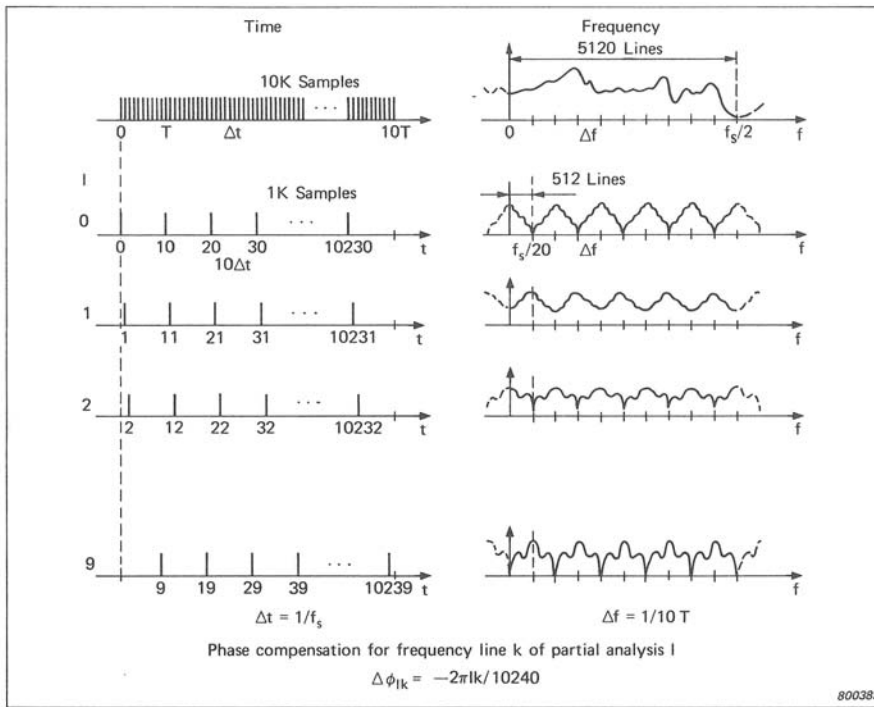 Time
Frequency
5120 Lines
10K Samples
0 T Δt 10T
0 Δf f_s/2 f
l
1K Samples
512 Lines
0
0 10 20 30 ··· 10230 t
10Δt
f_s/20 Δf f
1
1 11 21 31 ··· 10231 t
f
2
2 12 22 32 ··· 10232 t
f
9
9 19 29 39 ··· 10239 t
f
Δt = 1/f_s
Δf = 1/10 T
Phase compensation for frequency line k of partial analysis l
Δϕ_lk = −2πlk/10240